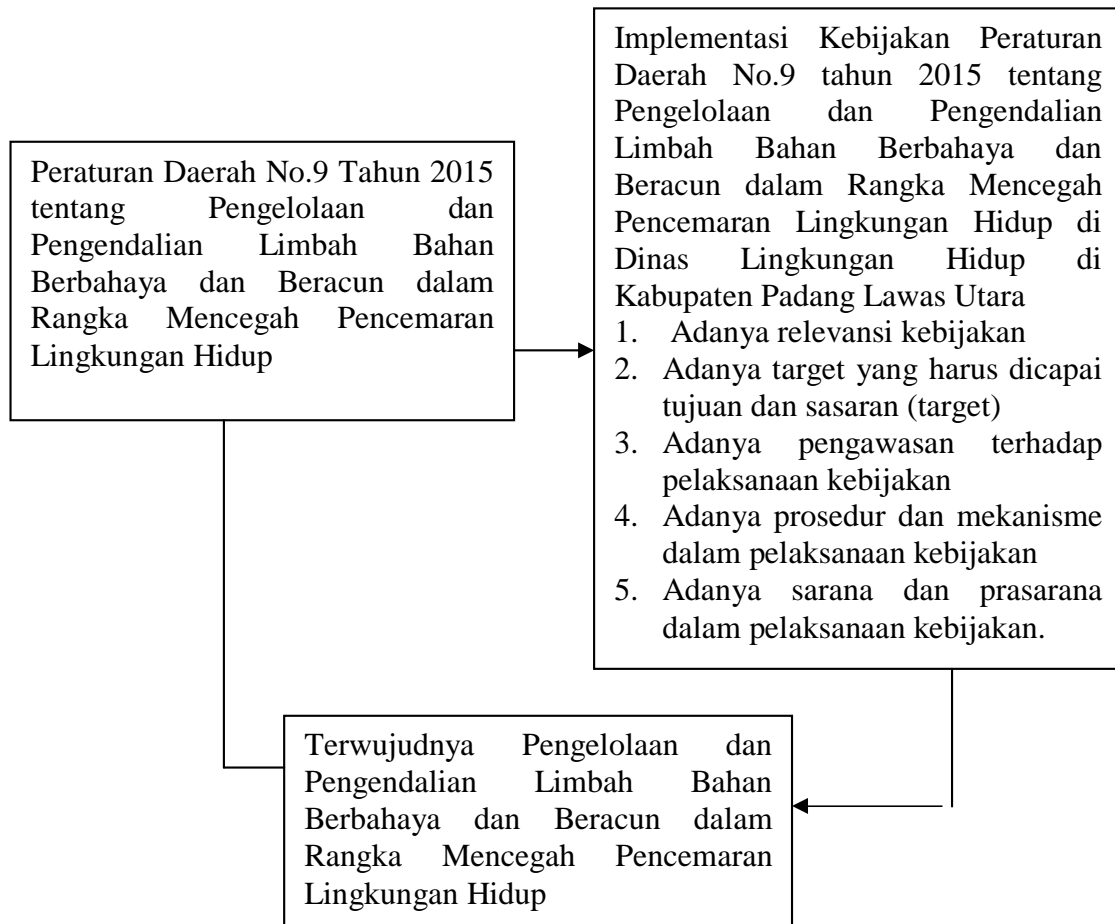 Peraturan Daerah No.9 Tahun 2015
tentang Pengelolaan dan
Pengendalian Limbah Bahan
Berbahaya dan Beracun dalam
Rangka Mencegah Pencemaran
Lingkungan Hidup
Implementasi Kebijakan Peraturan
Daerah No.9 tahun 2015 tentang
Pengelolaan dan Pengendalian
Limbah Bahan Berbahaya dan
Beracun dalam Rangka Mencegah
Pencemaran Lingkungan Hidup di
Dinas Lingkungan Hidup di
Kabupaten Padang Lawas Utara
1. Adanya relevansi kebijakan
2. Adanya target yang harus dicapai
tujuan dan sasaran (target)
3. Adanya pengawasan terhadap
pelaksanaan kebijakan
4. Adanya prosedur dan mekanisme
dalam pelaksanaan kebijakan
5. Adanya sarana dan prasarana
dalam pelaksanaan kebijakan.
Terwujudnya Pengelolaan dan
Pengendalian Limbah Bahan
Berbahaya dan Beracun dalam
Rangka Mencegah Pencemaran
Lingkungan Hidup